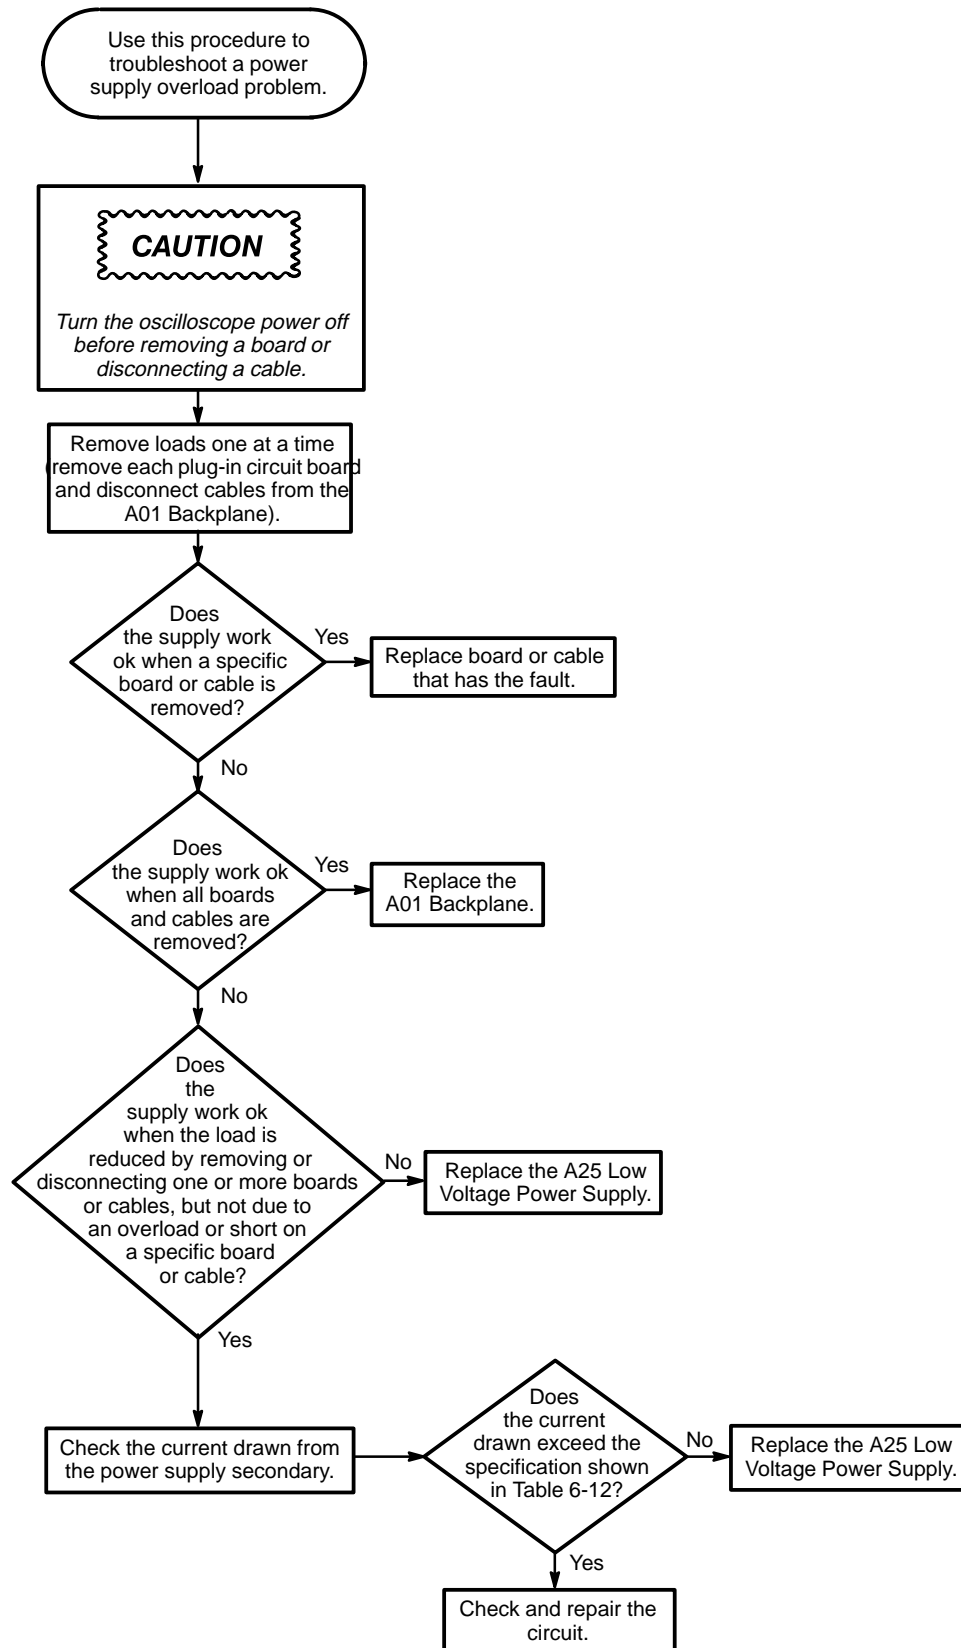 Use this procedure to
troubleshoot a power
supply overload problem.
CAUTION
Turn the oscilloscope power off
before removing a board or
disconnecting a cable.
Remove loads one at a time
(remove each plug-in circuit board
and disconnect cables from the
A01 Backplane).
Does
the supply work
ok when a specific
board or cable is
removed?
Yes
Replace board or cable
that has the fault.
No
Does
the supply work ok
when all boards
and cables are
removed?
Yes
Replace the
A01 Backplane.
No
Does
the
supply work ok
when the load is
reduced by removing or
disconnecting one or more boards
or cables, but not due to
an overload or short on
a specific board
or cable?
No
Replace the A25 Low
Voltage Power Supply.
Yes
Check the current drawn from
the power supply secondary.
Does
the current
drawn exceed the
specification shown
in Table 6-12?
No
Replace the A25 Low
Voltage Power Supply.
Yes
Check and repair the
circuit.